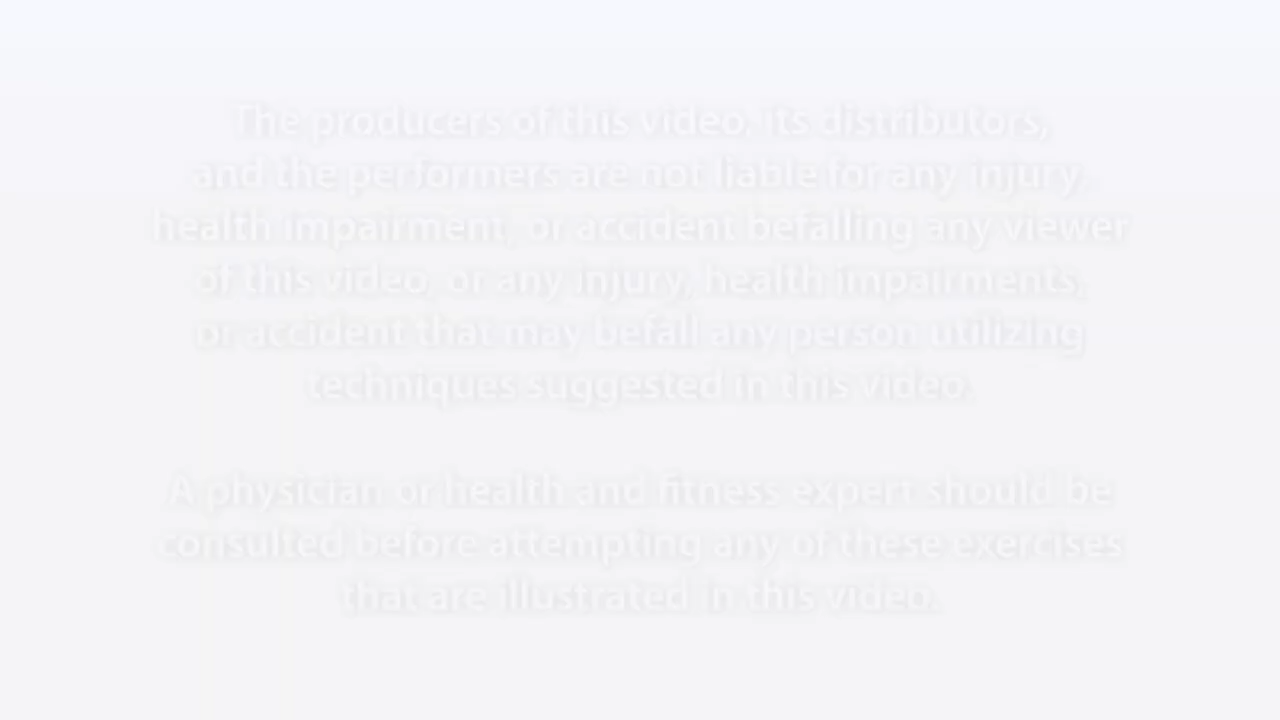 The producers of this video, its distributors,
and the performers are not liable for any injury,
health impairment, or accident befalling any viewer
of this video, or any injury, health impairments,
or accident that may befall any person utilizing
techniques suggested in this video.
A physician or health and fitness expert should be
consulted before attempting any of these exercises
that are illustrated in this video.